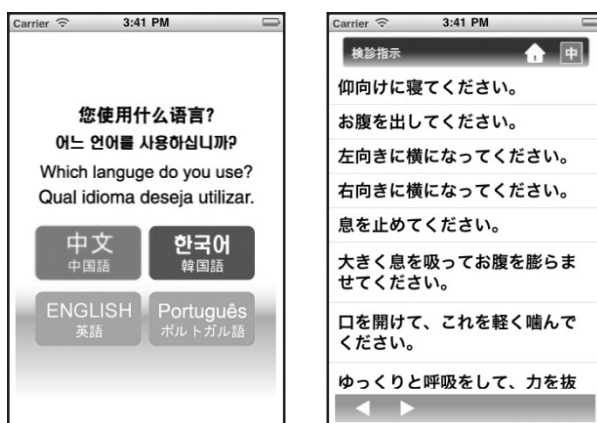 Carrier 3:41 PM
您使用什么语言?
어느 언어를 사용하십니까?
Which languge do you use?
Qual idioma deseja utilizar.
中文
中国語
한국어
韓国語
ENGLISH
英語
Português
ポルトガル語
Carrier 3:41 PM
検診指示
中
仰向けに寝てください。
お腹を出してください。
左向きに横になってください。
右向きに横になってください。
息を止めてください。
大きく息を吸ってお腹を膨らま
せてください。
口を開けて、これを軽く噛んで
ください。
ゆっくりと呼吸をして、力を抜